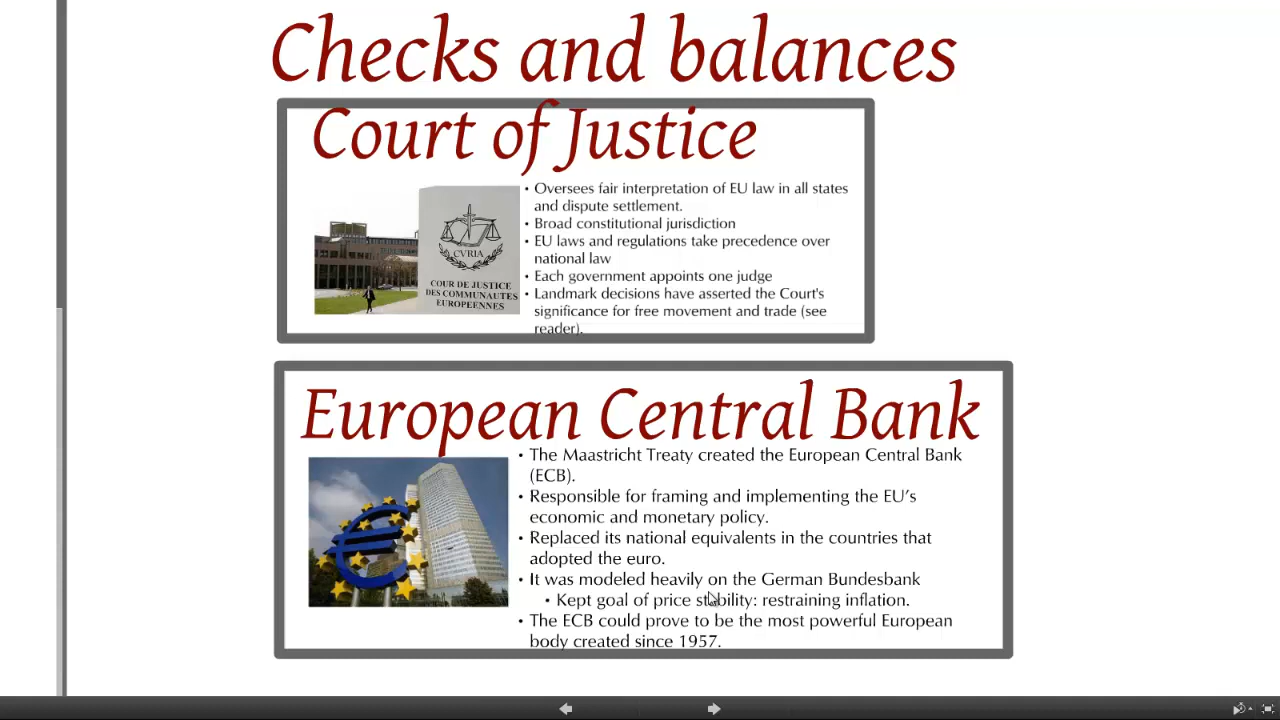 Checks and balances
Court of Justice
• Oversees fair interpretation of EU law in all states
and dispute settlement.
• Broad constitutional jurisdiction
• EU laws and regulations take precedence over
national law
• Each government appoints one judge
• Landmark decisions have asserted the Court's
significance for free movement and trade (see
reader).
CVRIA
COUR DE JUSTICE
DES COMMUNAUTES
EUROPEENNES
European Central Bank
• The Maastricht Treaty created the European Central Bank
(ECB).
• Responsible for framing and implementing the EU’s
economic and monetary policy.
• Replaced its national equivalents in the countries that
adopted the euro.
• It was modeled heavily on the German Bundesbank
• Kept goal of price stability: restraining inflation.
• The ECB could prove to be the most powerful European
body created since 1957.